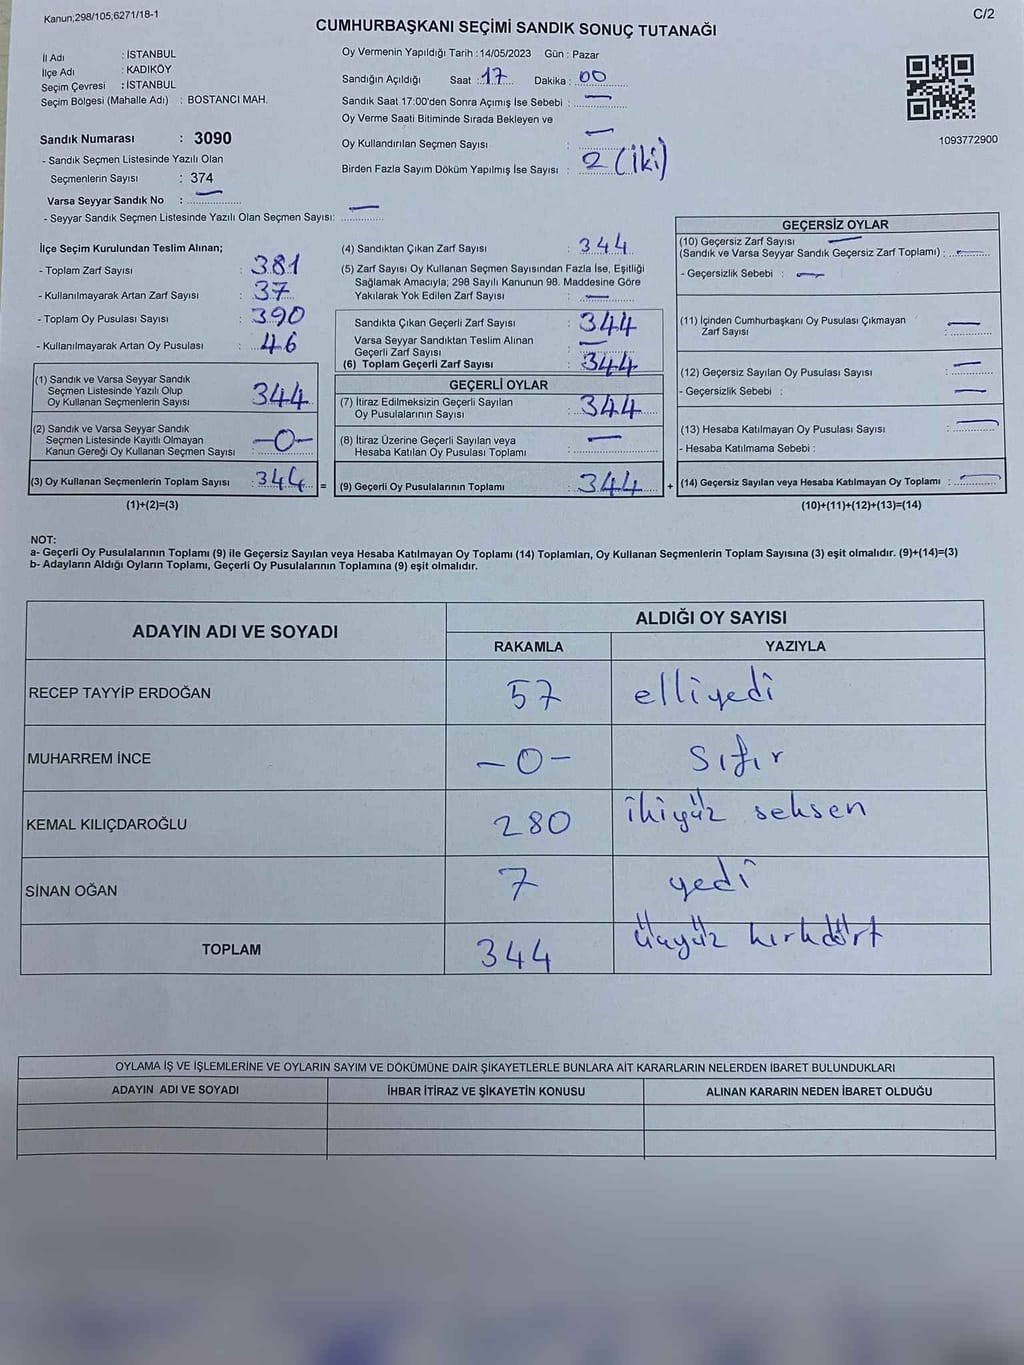 Kanun;298/105;6271/18-1
C/2
CUMHURBAŞKANI SEÇİMİ SANDIK SONUÇ TUTANAĞI
İl Adı : İSTANBUL
İlçe Adı : KADIKÖY
Seçim Çevresi : İSTANBUL
Seçim Bölgesi (Mahalle Adı) : BOSTANCI MAH.
Sandık Numarası : 3090
- Sandık Seçmen Listesinde Yazılı Olan
Seçmenlerin Sayısı : 374
Varsa Seyyar Sandık No : —
- Seyyar Sandık Seçmen Listesinde Yazılı Olan Seçmen Sayısı: —
Oy Vermenin Yapıldığı Tarih : 14/05/2023 Gün : Pazar
Sandığın Açıldığı Saat : 17 Dakika : 00
Sandık Saat 17:00'den Sonra Açımış İse Sebebi : —
Oy Verme Saati Bitiminde Sırada Bekleyen ve
Oy Kullandırılan Seçmen Sayısı : —
Birden Fazla Sayım Döküm Yapılmış İse Sayısı : 2 (iki)
1093772900
İlçe Seçim Kurulundan Teslim Alınan;
- Toplam Zarf Sayısı : 381
- Kullanılmayarak Artan Zarf Sayısı : 37
- Toplam Oy Pusulası Sayısı : 390
- Kullanılmayarak Artan Oy Pusulası : 46
(1) Sandık ve Varsa Seyyar Sandık
Seçmen Listesinde Yazılı Olup
Oy Kullanan Seçmenlerin Sayısı : 344
(2) Sandık ve Varsa Seyyar Sandık
Seçmen Listesinde Kayıtlı Olmayan
Kanun Gereği Oy Kullanan Seçmen Sayısı : -0-
(3) Oy Kullanan Seçmenlerin Toplam Sayısı : 344 =
(1)+(2)=(3)
(4) Sandıktan Çıkan Zarf Sayısı : 344
(5) Zarf Sayısı Oy Kullanan Seçmen Sayısından Fazla İse, Eşitliği
Sağlamak Amacıyla; 298 Sayılı Kanunun 98. Maddesine Göre
Yakılarak Yok Edilen Zarf Sayısı : —
Sandıkta Çıkan Geçerli Zarf Sayısı : 344
Varsa Seyyar Sandıktan Teslim Alınan
Geçerli Zarf Sayısı : —
(6) Toplam Geçerli Zarf Sayısı : 344
GEÇERLİ OYLAR
(7) İtiraz Edilmeksizin Geçerli Sayılan
Oy Pusulalarının Sayısı : 344
(8) İtiraz Üzerine Geçerli Sayılan veya
Hesaba Katılan Oy Pusulası Toplamı : —
(9) Geçerli Oy Pusulalarının Toplamı : 344 +
GEÇERSİZ OYLAR
(10) Geçersiz Zarf Sayısı —
(Sandık ve Varsa Seyyar Sandık Geçersiz Zarf Toplamı) : —
- Geçersizlik Sebebi : —
(11) İçinden Cumhurbaşkanı Oy Pusulası Çıkmayan
Zarf Sayısı : —
(12) Geçersiz Sayılan Oy Pusulası Sayısı : —
- Geçersizlik Sebebi : —
(13) Hesaba Katılmayan Oy Pusulası Sayısı : —
- Hesaba Katılmama Sebebi :
(14) Geçersiz Sayılan veya Hesaba Katılmayan Oy Toplamı : —
(10)+(11)+(12)+(13)=(14)
NOT:
a- Geçerli Oy Pusulalarının Toplamı (9) ile Geçersiz Sayılan veya Hesaba Katılmayan Oy Toplamı (14) Toplamları, Oy Kullanan Seçmenlerin Toplam Sayısına (3) eşit olmalıdır. (9)+(14)=(3)
b- Adayların Aldığı Oyların Toplamı, Geçerli Oy Pusulalarının Toplamına (9) eşit olmalıdır.
ADAYIN ADI VE SOYADI ALDIĞI OY SAYISI
RAKAMLA YAZIYLA
RECEP TAYYİP ERDOĞAN 57 elliyedi
MUHARREM İNCE -0- sıfır
KEMAL KILIÇDAROĞLU 280 ikiyüz seksen
SİNAN OĞAN 7 yedi
TOPLAM 344 üçyüz kırkdört
OYLAMA İŞ VE İŞLEMLERİNE VE OYLARIN SAYIM VE DÖKÜMÜNE DAİR ŞİKAYETLERLE BUNLARA AİT KARARLARIN NELERDEN İBARET BULUNDUKLARI
ADAYIN ADI VE SOYADI İHBAR İTİRAZ VE ŞİKAYETİN KONUSU ALINAN KARARIN NEDEN İBARET OLDUĞU